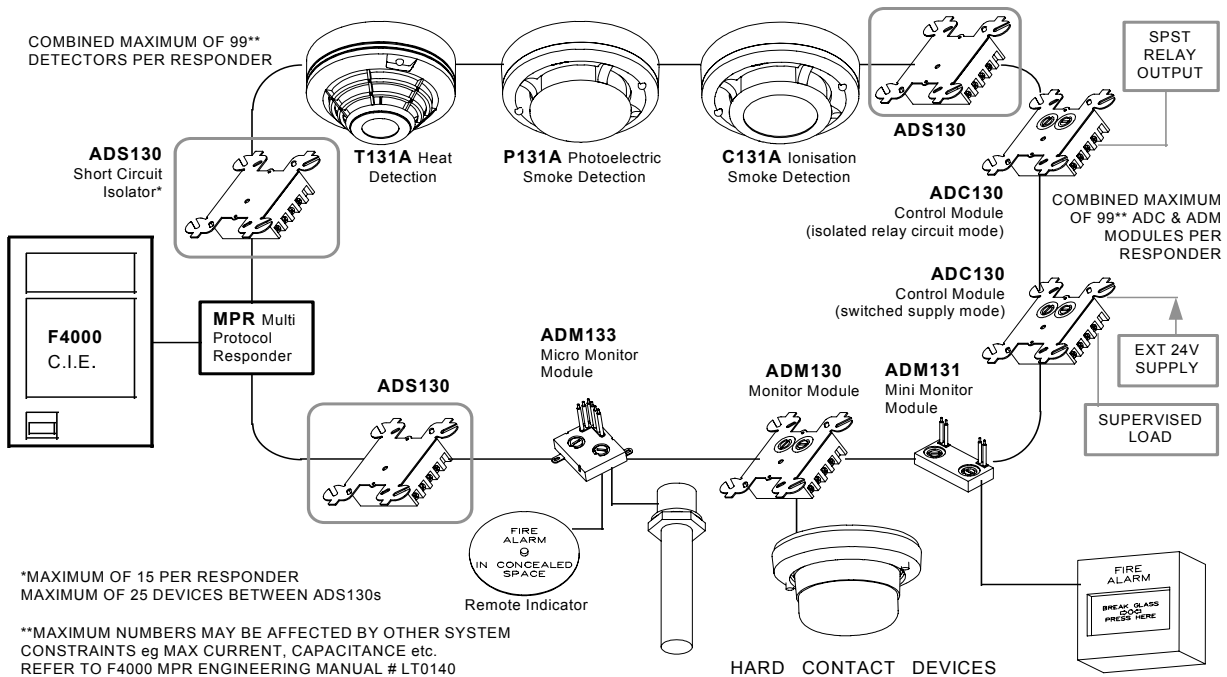 COMBINED MAXIMUM OF 99**
DETECTORS PER RESPONDER
SPST
RELAY
OUTPUT
ADS130
ADS130
Short Circuit
Isolator*
T131A Heat
Detection
P131A Photoelectric
Smoke Detection
C131A Ionisation
Smoke Detection
ADC130
Control Module
(isolated relay circuit mode)
COMBINED MAXIMUM
OF 99** ADC & ADM
MODULES PER
RESPONDER
ADC130
Control Module
(switched supply mode)
F4000
C.I.E.
MPR Multi
Protocol
Responder
ADM133
Micro Monitor
Module
ADS130
ADM130
Monitor Module
ADM131
Mini Monitor
Module
EXT 24V
SUPPLY
SUPERVISED
LOAD
FIRE
ALARM
IN CONCEALED
SPACE
Remote Indicator
FIRE
ALARM
BREAK GLASS
PRESS HERE
*MAXIMUM OF 15 PER RESPONDER
MAXIMUM OF 25 DEVICES BETWEEN ADS130s
**MAXIMUM NUMBERS MAY BE AFFECTED BY OTHER SYSTEM
CONSTRAINTS eg MAX CURRENT, CAPACITANCE etc.
REFER TO F4000 MPR ENGINEERING MANUAL # LT0140
HARD CONTACT DEVICES